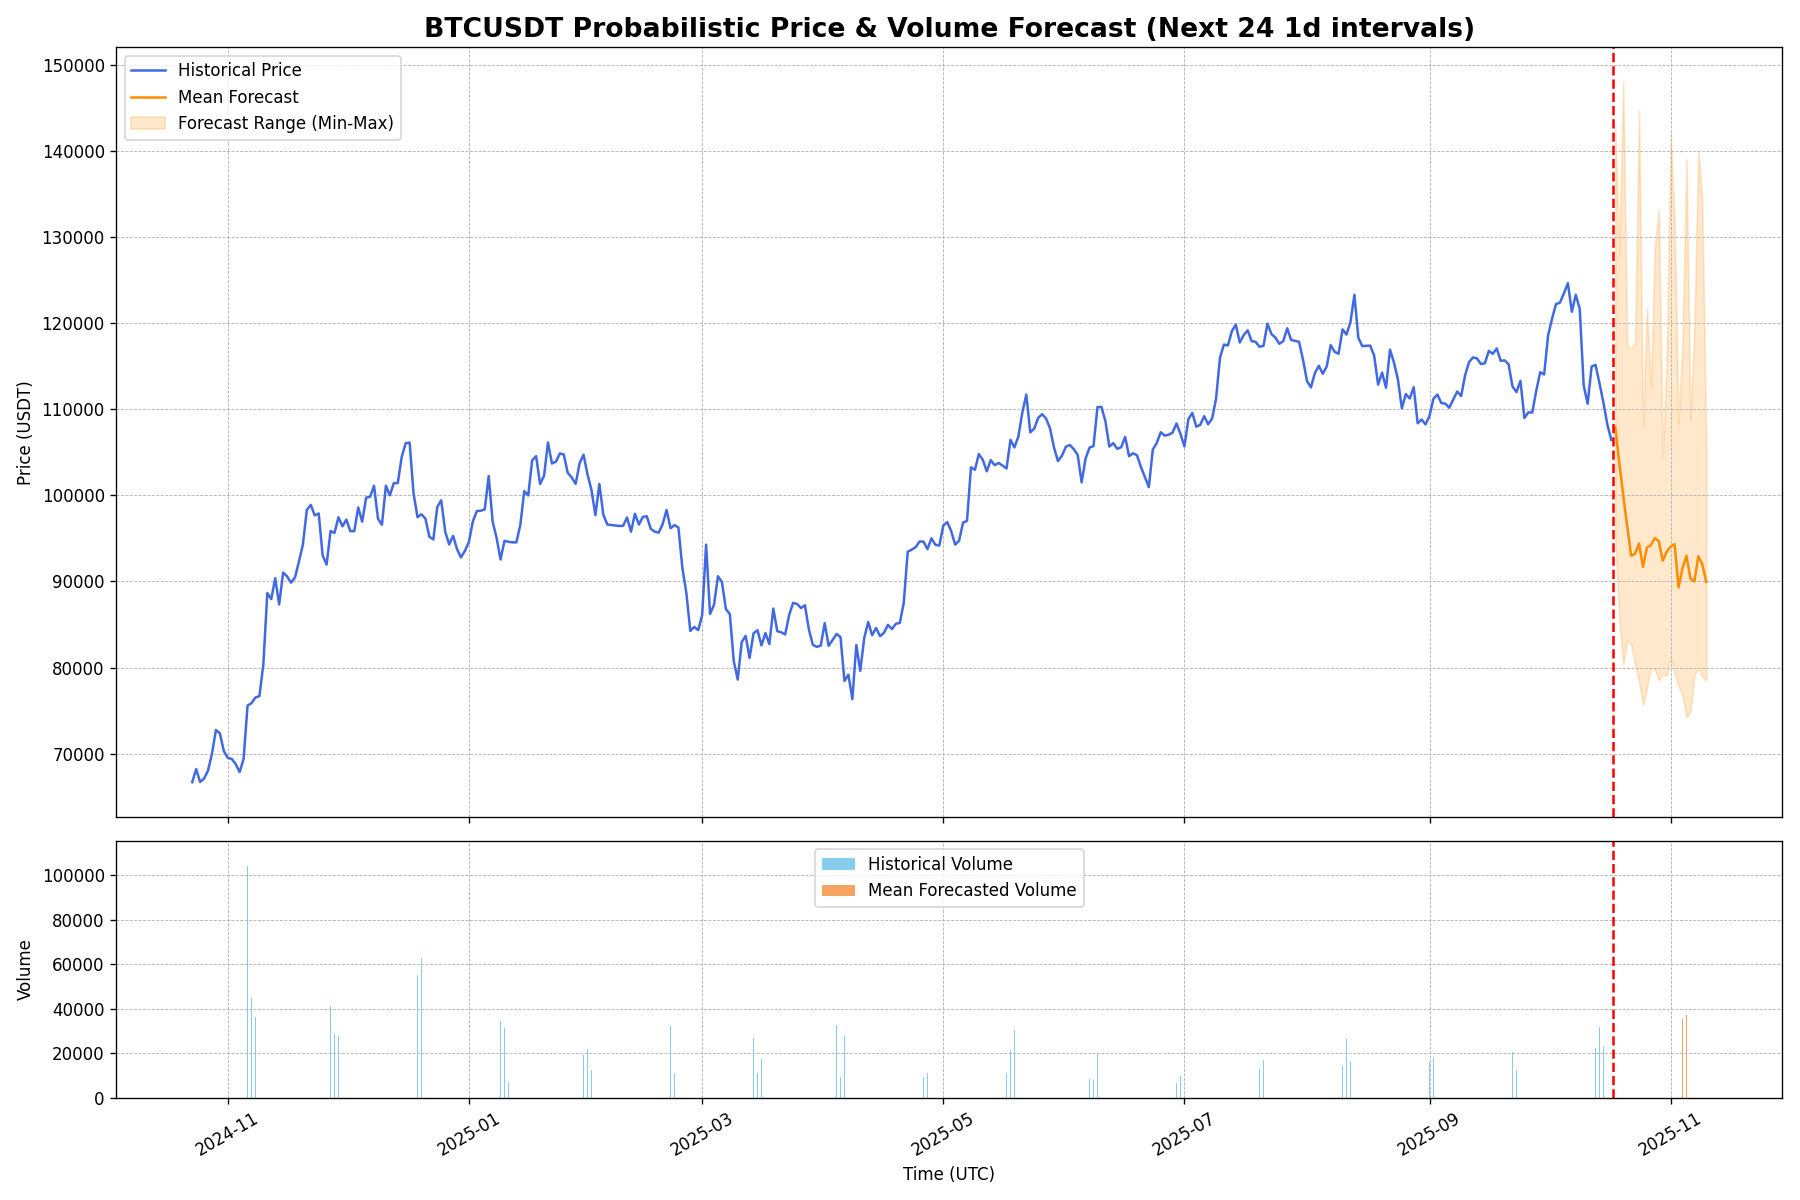 BTCUSDT Probabilistic Price & Volume Forecast (Next 24 1d intervals)
Historical Price
Mean Forecast
Forecast Range (Min-Max)
Price (USDT)
150000
140000
130000
120000
110000
100000
90000
80000
70000
Historical Volume
Mean Forecasted Volume
Volume
100000
80000
60000
40000
20000
0
2024-11
2025-01
2025-03
2025-05
2025-07
2025-09
2025-11
Time (UTC)